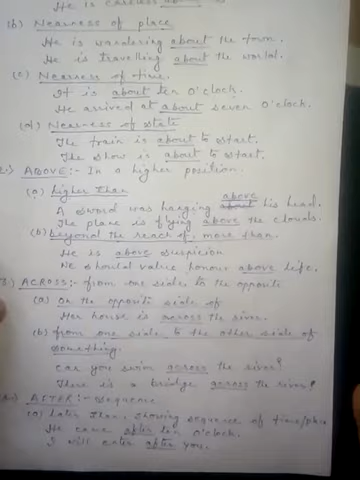 He is careless about
(b) Nearness of place
He is wandering about the town.
He is travelling about the world.
(c) Nearness of time.
It is about ten O'clock.
He arrived at about seven O'clock.
(d) Nearness of state
The train is about to start.
The show is about to start.
ABOVE :- In a higher position.
(a) higher than
A sword was hanging above his head.
The plane is flying above the clouds.
(b) beyond the reach of, more than.
He is above suspicion
We should value honour above life.
3.) ACROSS :- from one side to the opposite
(a) On the opposite side of
Her house is across the river.
(b) from one side to the other side of
something.
Can you swim across the river?
There is a bridge across the river?
AFTER :- Sequence
(a) Later than, showing sequence of time/
He came after ten O'clock.
I will enter after you.